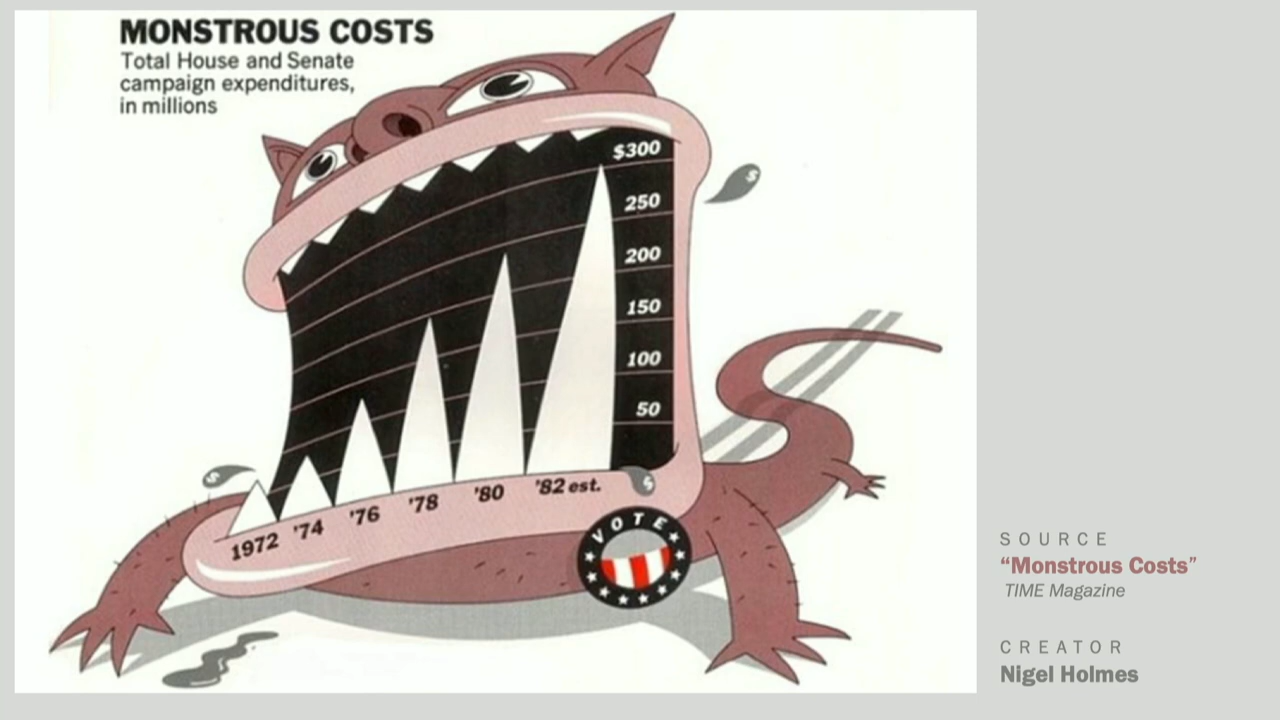 MONSTROUS COSTS
Total House and Senate
campaign expenditures,
in millions
$300
250
200
150
100
50
1972 '74 '76 '78 '80 '82 est.
$
$
$
VOTE
SOURCE
“Monstrous Costs”
TIME Magazine
CREATOR
Nigel Holmes